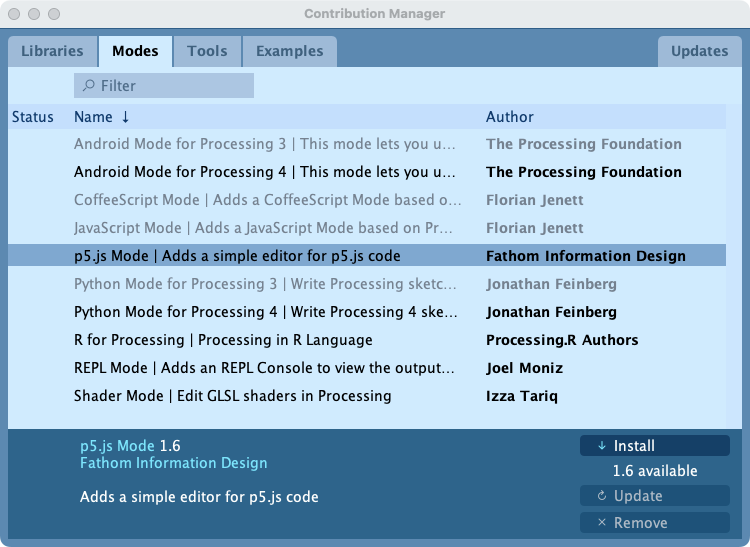 Contribution Manager
Libraries Modes Tools Examples Updates
Filter
Status Name ↓ Author
Android Mode for Processing 3 | This mode lets you u... The Processing Foundation
Android Mode for Processing 4 | This mode lets you u... The Processing Foundation
CoffeeScript Mode | Adds a CoffeeScript Mode based o... Florian Jenett
JavaScript Mode | Adds a JavaScript Mode based on Pr... Florian Jenett
p5.js Mode | Adds a simple editor for p5.js code Fathom Information Design
Python Mode for Processing 3 | Write Processing sketc... Jonathan Feinberg
Python Mode for Processing 4 | Write Processing 4 ske... Jonathan Feinberg
R for Processing | Processing in R Language Processing.R Authors
REPL Mode | Adds an REPL Console to view the output... Joel Moniz
Shader Mode | Edit GLSL shaders in Processing Izza Tariq
p5.js Mode 1.6
Fathom Information Design
Adds a simple editor for p5.js code
↓ Install
1.6 available
↻ Update
× Remove